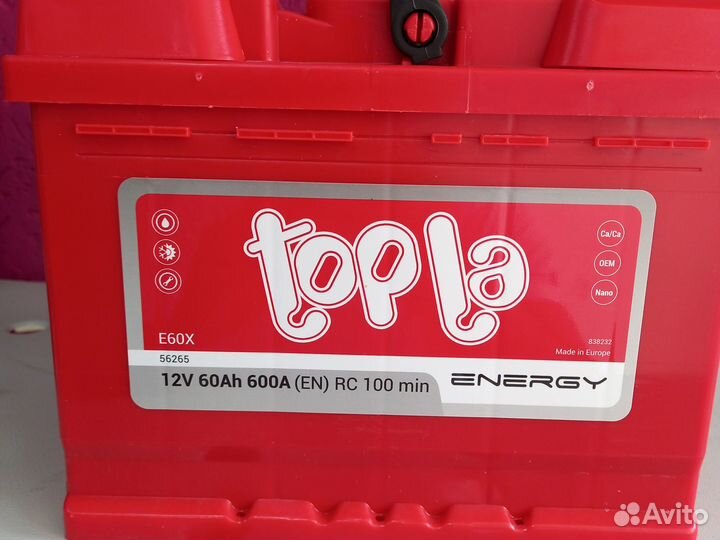 topla
Ca/Ca
OEM
Nano
E60X
838232
56265
Made in Europe
12V 60Ah 600A (EN) RC 100 min
ENERGY
Avito